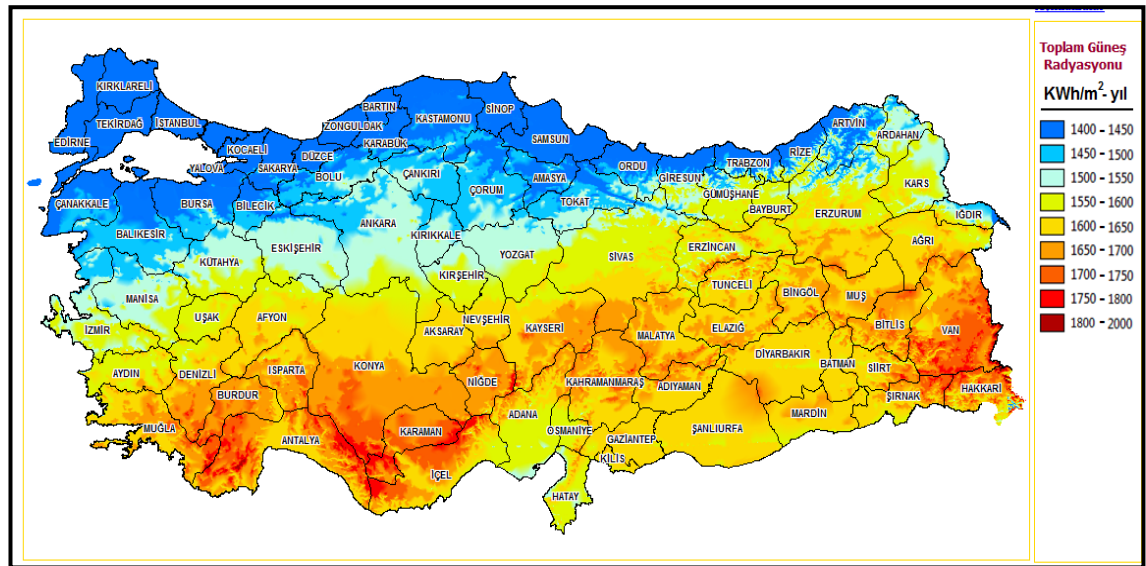 Toplam Güneş
Radyasyonu
KWh/m²- yıl
1400 - 1450
1450 - 1500
1500 - 1550
1550 - 1600
1600 - 1650
1650 - 1700
1700 - 1750
1750 - 1800
1800 - 2000
KIRKLARELİ
TEKİRDAĞ
İSTANBUL
EDİRNE
KOCAELİ
YALOVA
SAKARYA
DÜZCE
ZONGULDAK
BARTIN
KARABÜK
KASTAMONU
SİNOP
SAMSUN
ORDU
GİRESUN
TRABZON
RİZE
ARTVİN
ARDAHAN
ÇANAKKALE
BURSA
BİLECİK
BOLU
ÇANKIRI
ÇORUM
AMASYA
TOKAT
GÜMÜŞHANE
BAYBURT
ERZURUM
KARS
IĞDIR
BALIKESİR
KÜTAHYA
ESKİŞEHİR
ANKARA
KIRIKKALE
YOZGAT
SİVAS
ERZİNCAN
AĞRI
MANİSA
UŞAK
AFYON
KIRŞEHİR
NEVŞEHİR
AKSARAY
KAYSERİ
MALATYA
TUNCELİ
ELAZIĞ
BİNGÖL
MUŞ
BİTLİS
VAN
İZMİR
AYDIN
DENİZLİ
ISPARTA
BURDUR
KONYA
NİĞDE
KAHRAMANMARAŞ
ADIYAMAN
DİYARBAKIR
BATMAN
SİİRT
ŞIRNAK
HAKKARİ
MUĞLA
ANTALYA
KARAMAN
İÇEL
ADANA
OSMANİYE
GAZİANTEP
KİLİS
ŞANLIURFA
MARDİN
HATAY